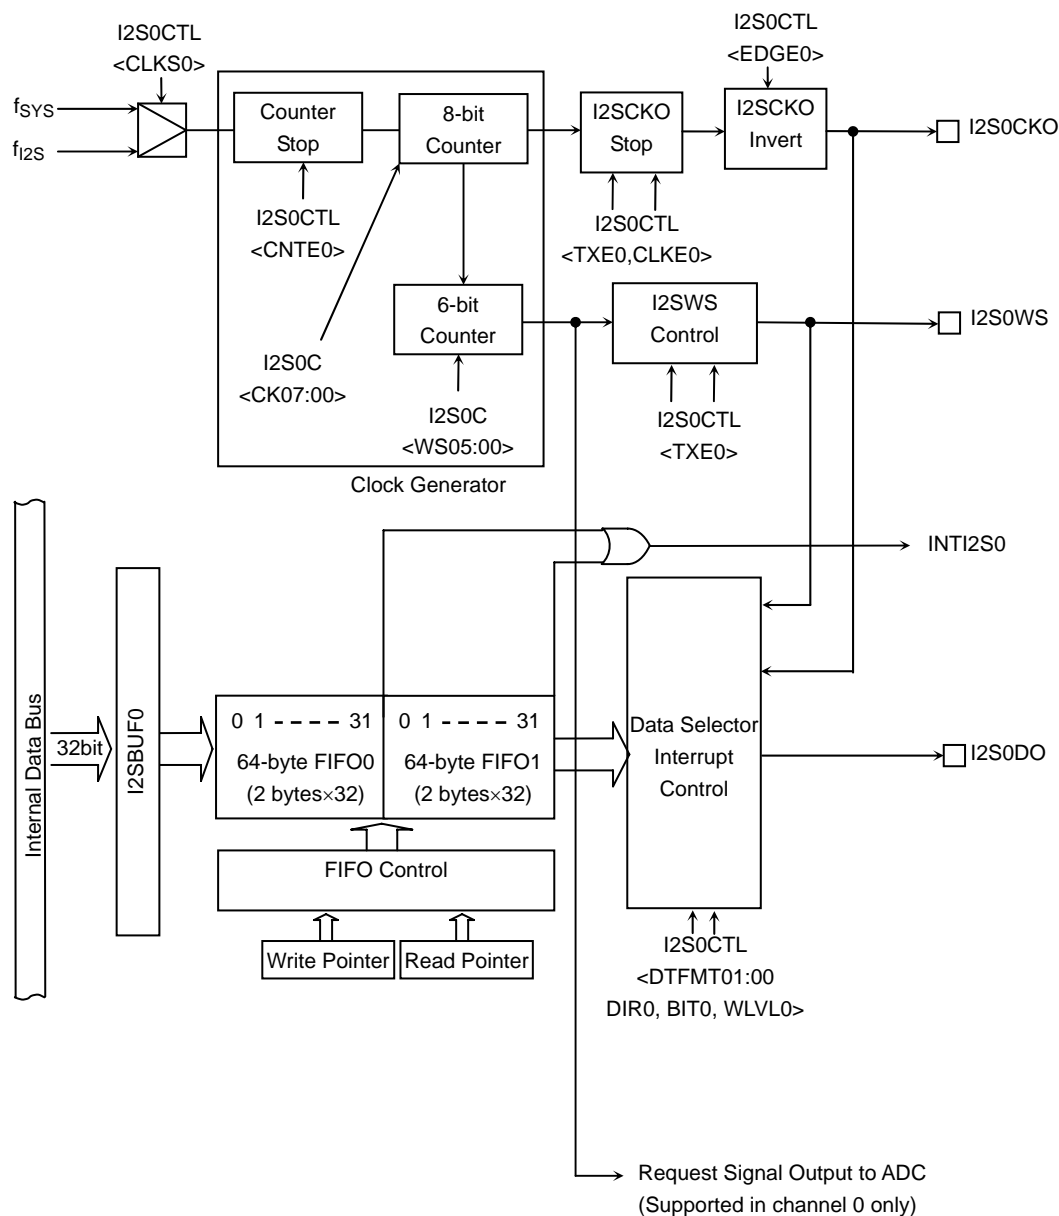 I2S0CTL
<CLKS0>
I2S0CTL
<EDGE0>
fSYS
fI2S
Counter
Stop
8-bit
Counter
I2SCKO
Stop
I2SCKO
Invert
I2S0CKO
I2S0CTL
<CNTE0>
I2S0CTL
<TXE0,CLKE0>
6-bit
Counter
I2SWS
Control
I2S0WS
I2S0C
<CK07:00>
I2S0C
<WS05:00>
I2S0CTL
<TXE0>
Clock Generator
INTI2S0
Internal Data Bus
32bit
I2SBUF0
0 1 ----- 31
64-byte FIFO0
(2 bytes×32)
0 1 ----- 31
64-byte FIFO1
(2 bytes×32)
Data Selector
Interrupt
Control
I2S0DO
FIFO Control
Write Pointer
Read Pointer
I2S0CTL
<DTFMT01:00
DIR0, BIT0, WLVL0>
Request Signal Output to ADC
(Supported in channel 0 only)